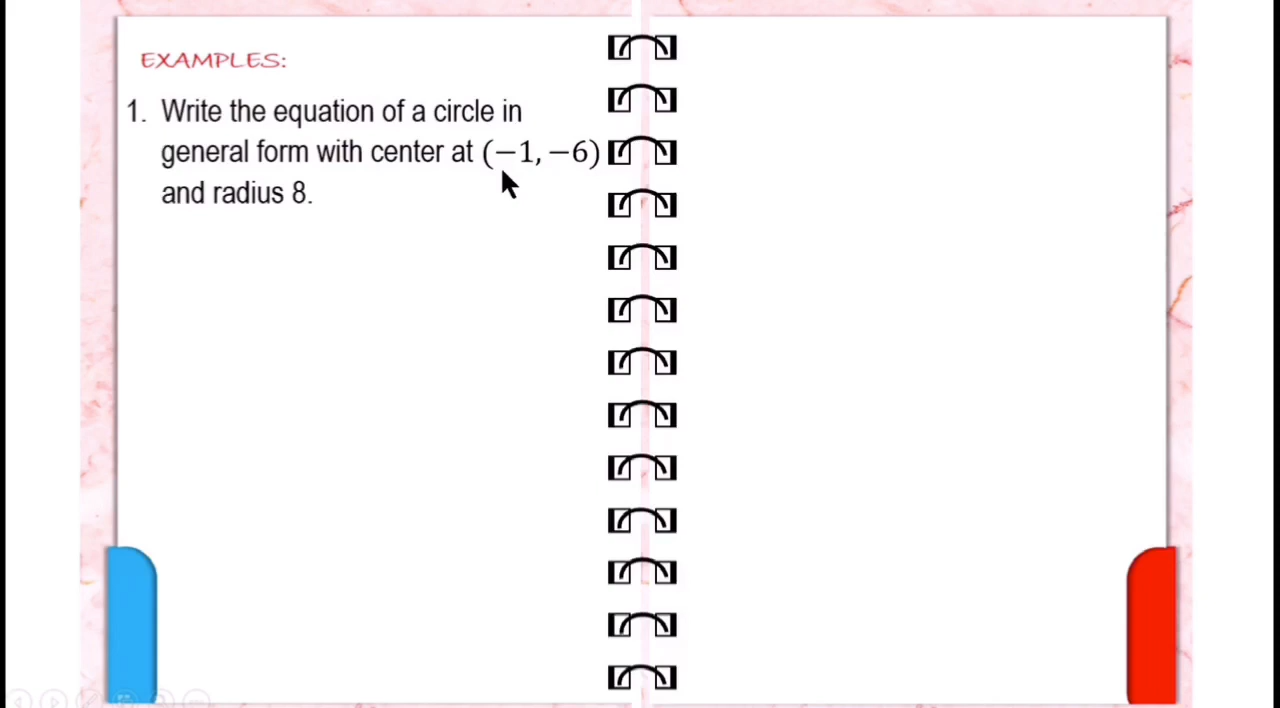 EXAMPLES:
1. Write the equation of a circle in
general form with center at (−1, −6)
and radius 8.